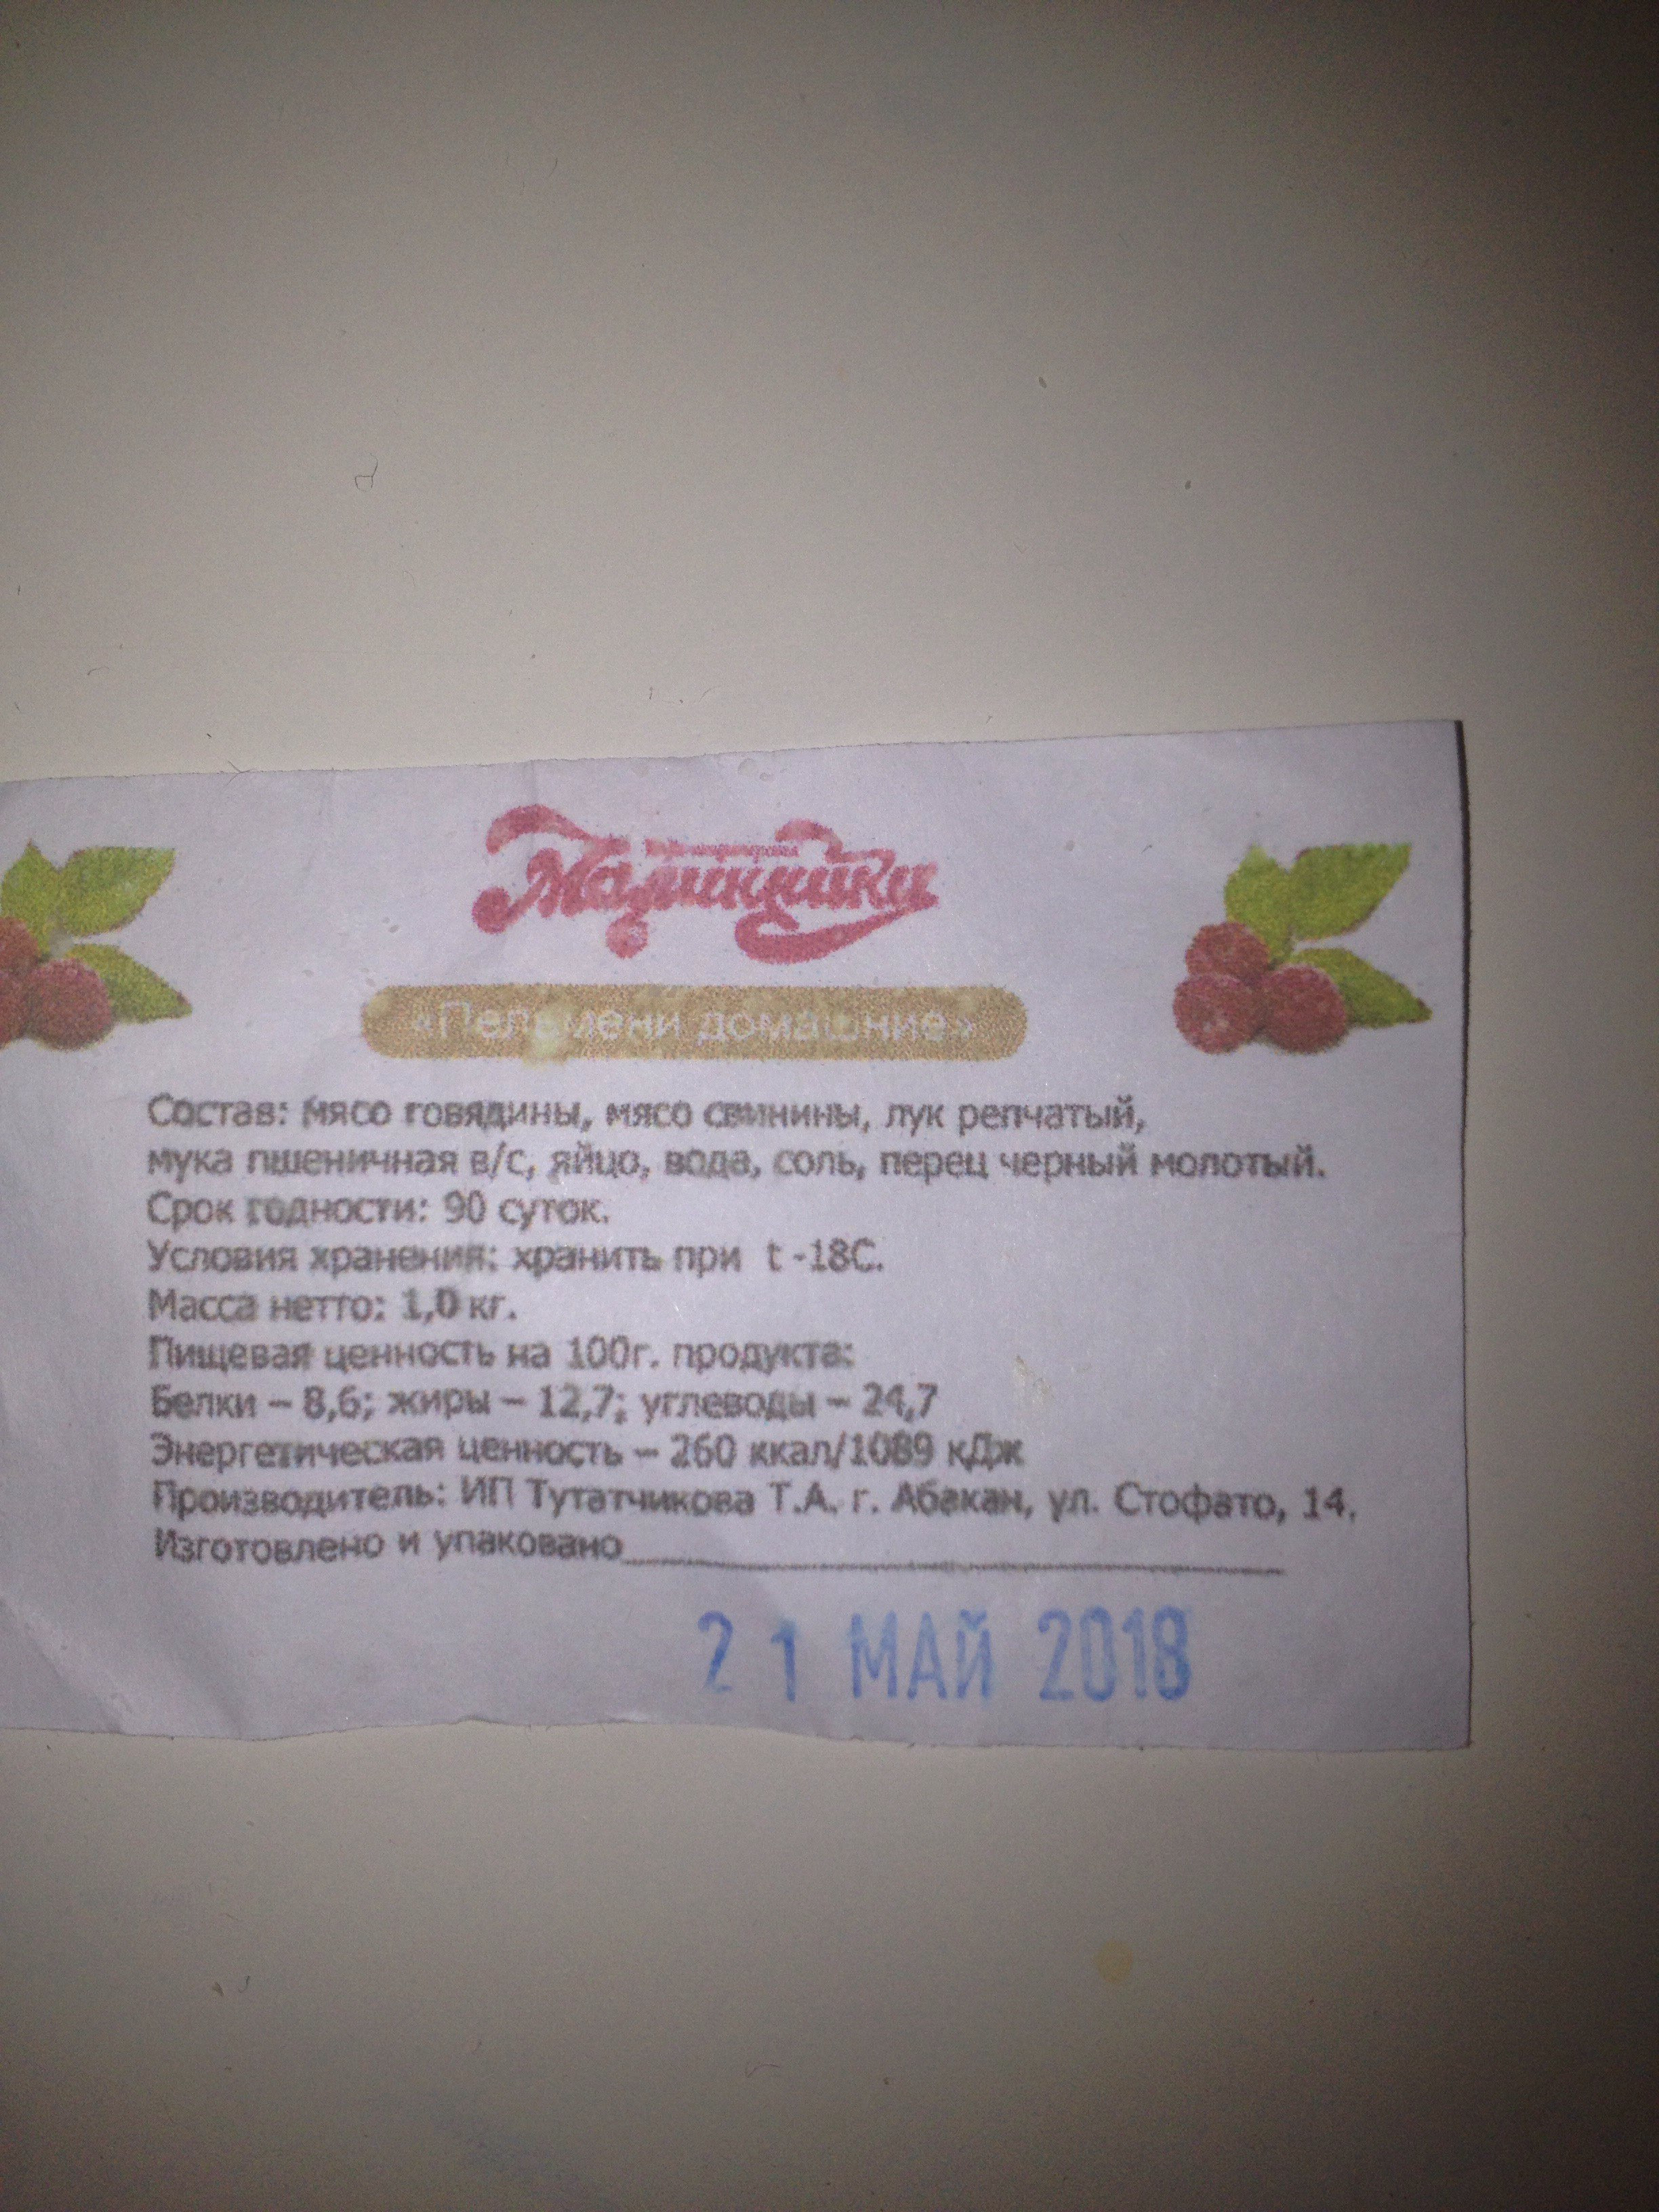 Малинники
«Пельмени домашние»
Состав: мясо говядины, мясо свинины, лук репчатый,
мука пшеничная в/с, яйцо, вода, соль, перец черный молотый.
Срок годности: 90 суток.
Условия хранения: хранить при t -18С.
Масса нетто: 1,0 кг.
Пищевая ценность на 100г. продукта:
Белки – 8,6; жиры – 12,7; углеводы – 24,7
Энергетическая ценность – 260 ккал/1089 кДж
Производитель: ИП Тутатчикова Т.А. г. Абакан, ул. Стофато, 14.
Изготовлено и упаковано
21 МАЙ 2018